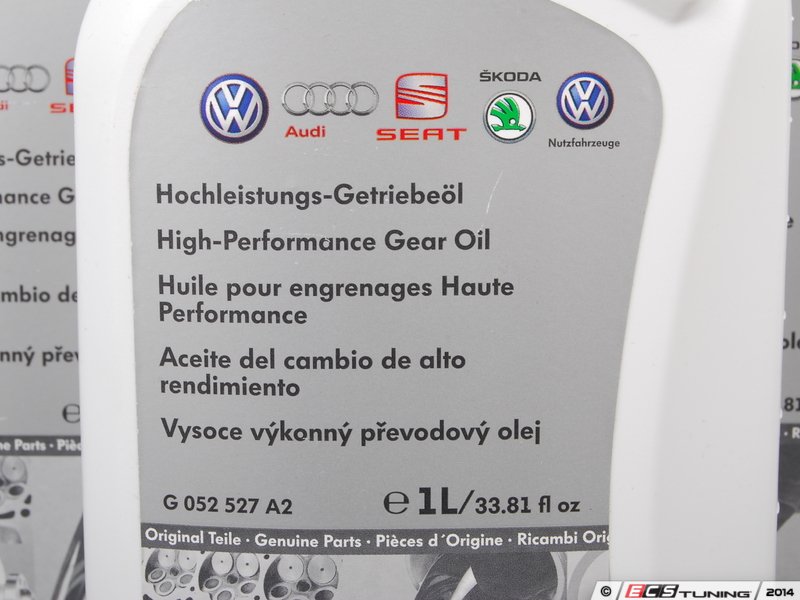 ŠKODA
Audi
SEAT
Nutzfahrzeuge
Hochleistungs-Getriebeöl
High-Performance Gear Oil
Huile pour engrenages Haute
Performance
Aceite del cambio de alto
rendimiento
Vysoce výkonný převodový olej
G 052 527 A2
℮ 1L/33.81 fl oz
Original Teile · Genuine Parts · Pièces d´Origine · Ricambi
© ECS TUNING 2014